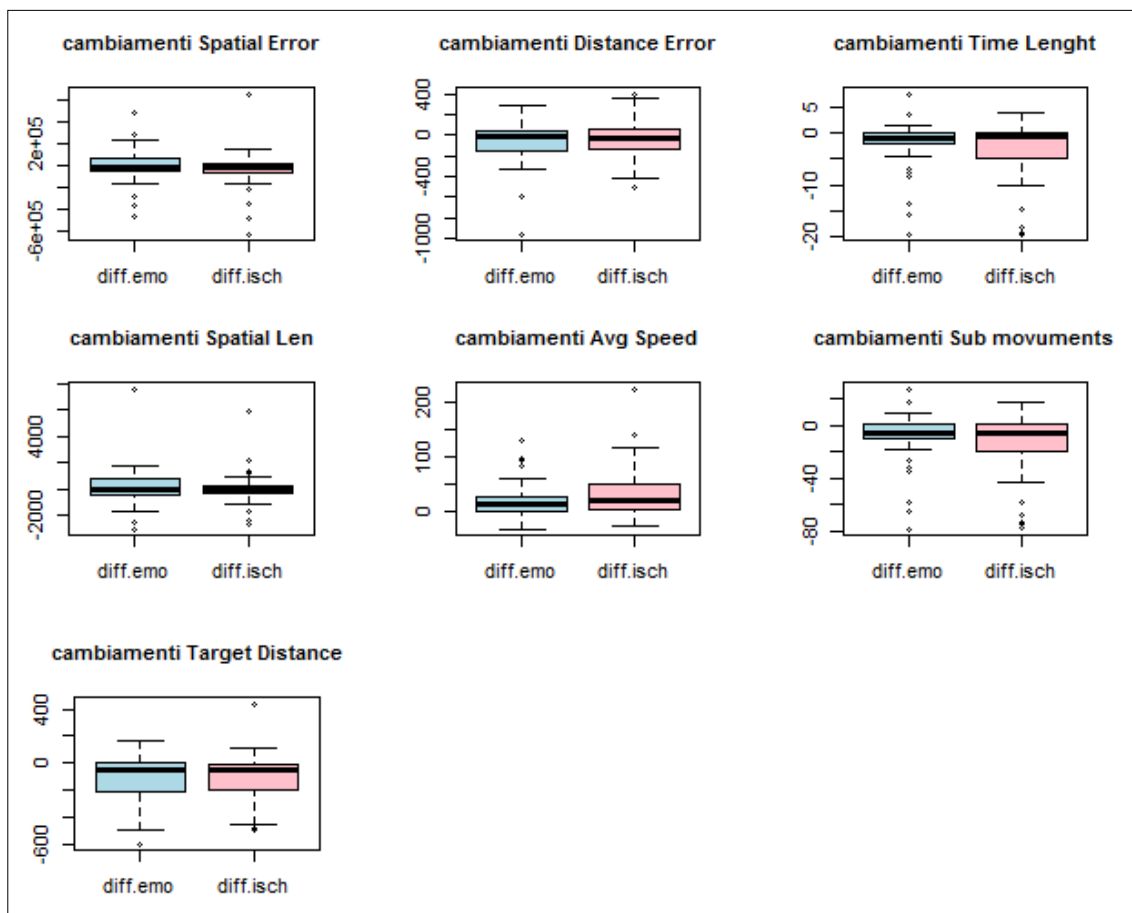 cambiamenti Spatial Error
2e+05
-6e+05
diff.emo diff.isch
cambiamenti Distance Error
400
0
-400
-1000
diff.emo diff.isch
cambiamenti Time Lenght
5
0
-10
-20
diff.emo diff.isch
cambiamenti Spatial Len
4000
-2000
diff.emo diff.isch
cambiamenti Avg Speed
200
100
0
diff.emo diff.isch
cambiamenti Sub movuments
0
-40
-80
diff.emo diff.isch
cambiamenti Target Distance
400
0
-600
diff.emo diff.isch